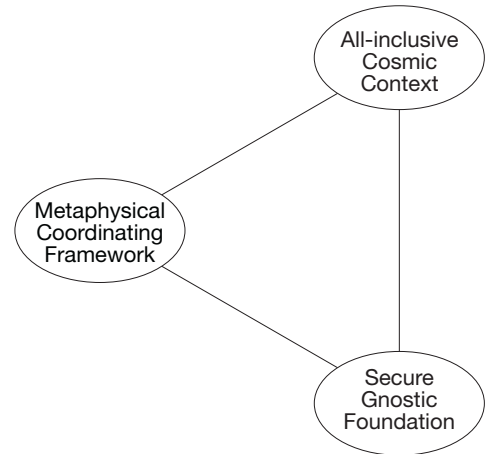 All-inclusive
Cosmic
Context
Metaphysical
Coordinating
Framework
Secure
Gnostic
Foundation